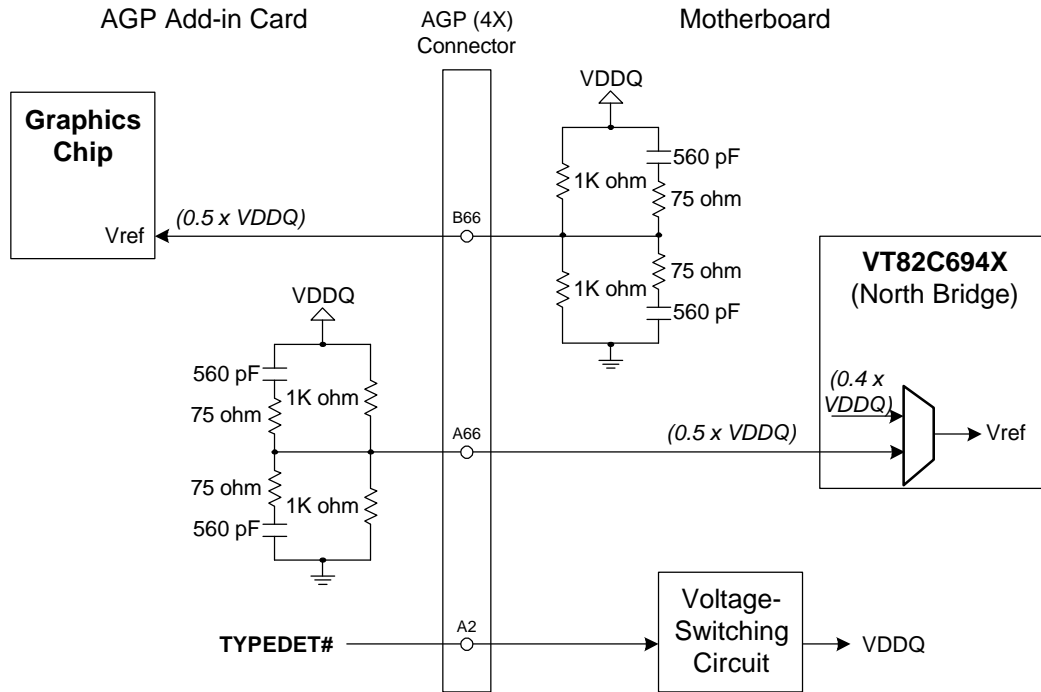 AGP Add-in Card
AGP (4X)
Connector
Motherboard
VDDQ
Graphics
Chip
560 pF
1K ohm
75 ohm
(0.5 x VDDQ)
B66
Vref
75 ohm
1K ohm
560 pF
VT82C694X
(North Bridge)
VDDQ
560 pF
1K ohm
75 ohm
(0.4 x
VDDQ)
A66
(0.5 x VDDQ)
Vref
75 ohm
1K ohm
560 pF
TYPEDET#
A2
Voltage-
Switching
Circuit
VDDQ